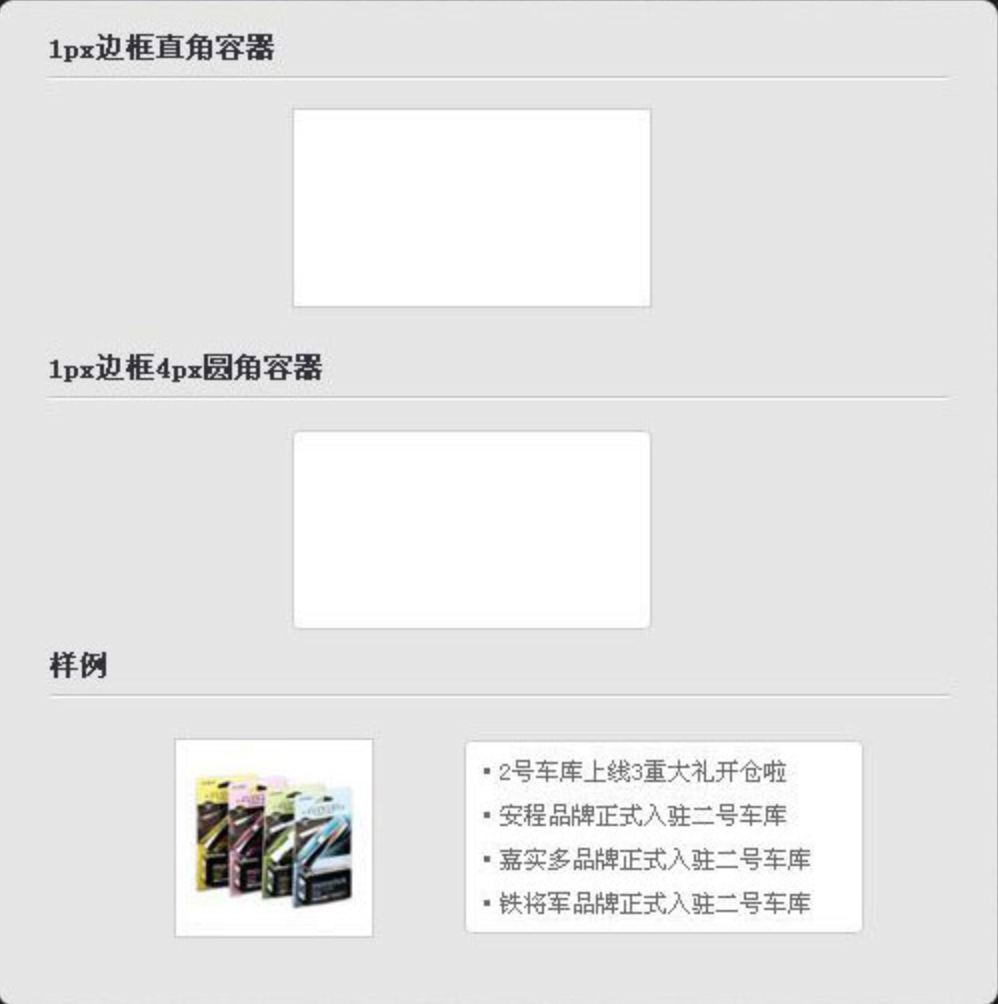 1px边框直角容器
1px边框4px圆角容器
样例
▪ 2号车库上线3重大礼开仓啦
▪ 安程品牌正式入驻二号车库
▪ 嘉实多品牌正式入驻二号车库
▪ 铁将军品牌正式入驻二号车库